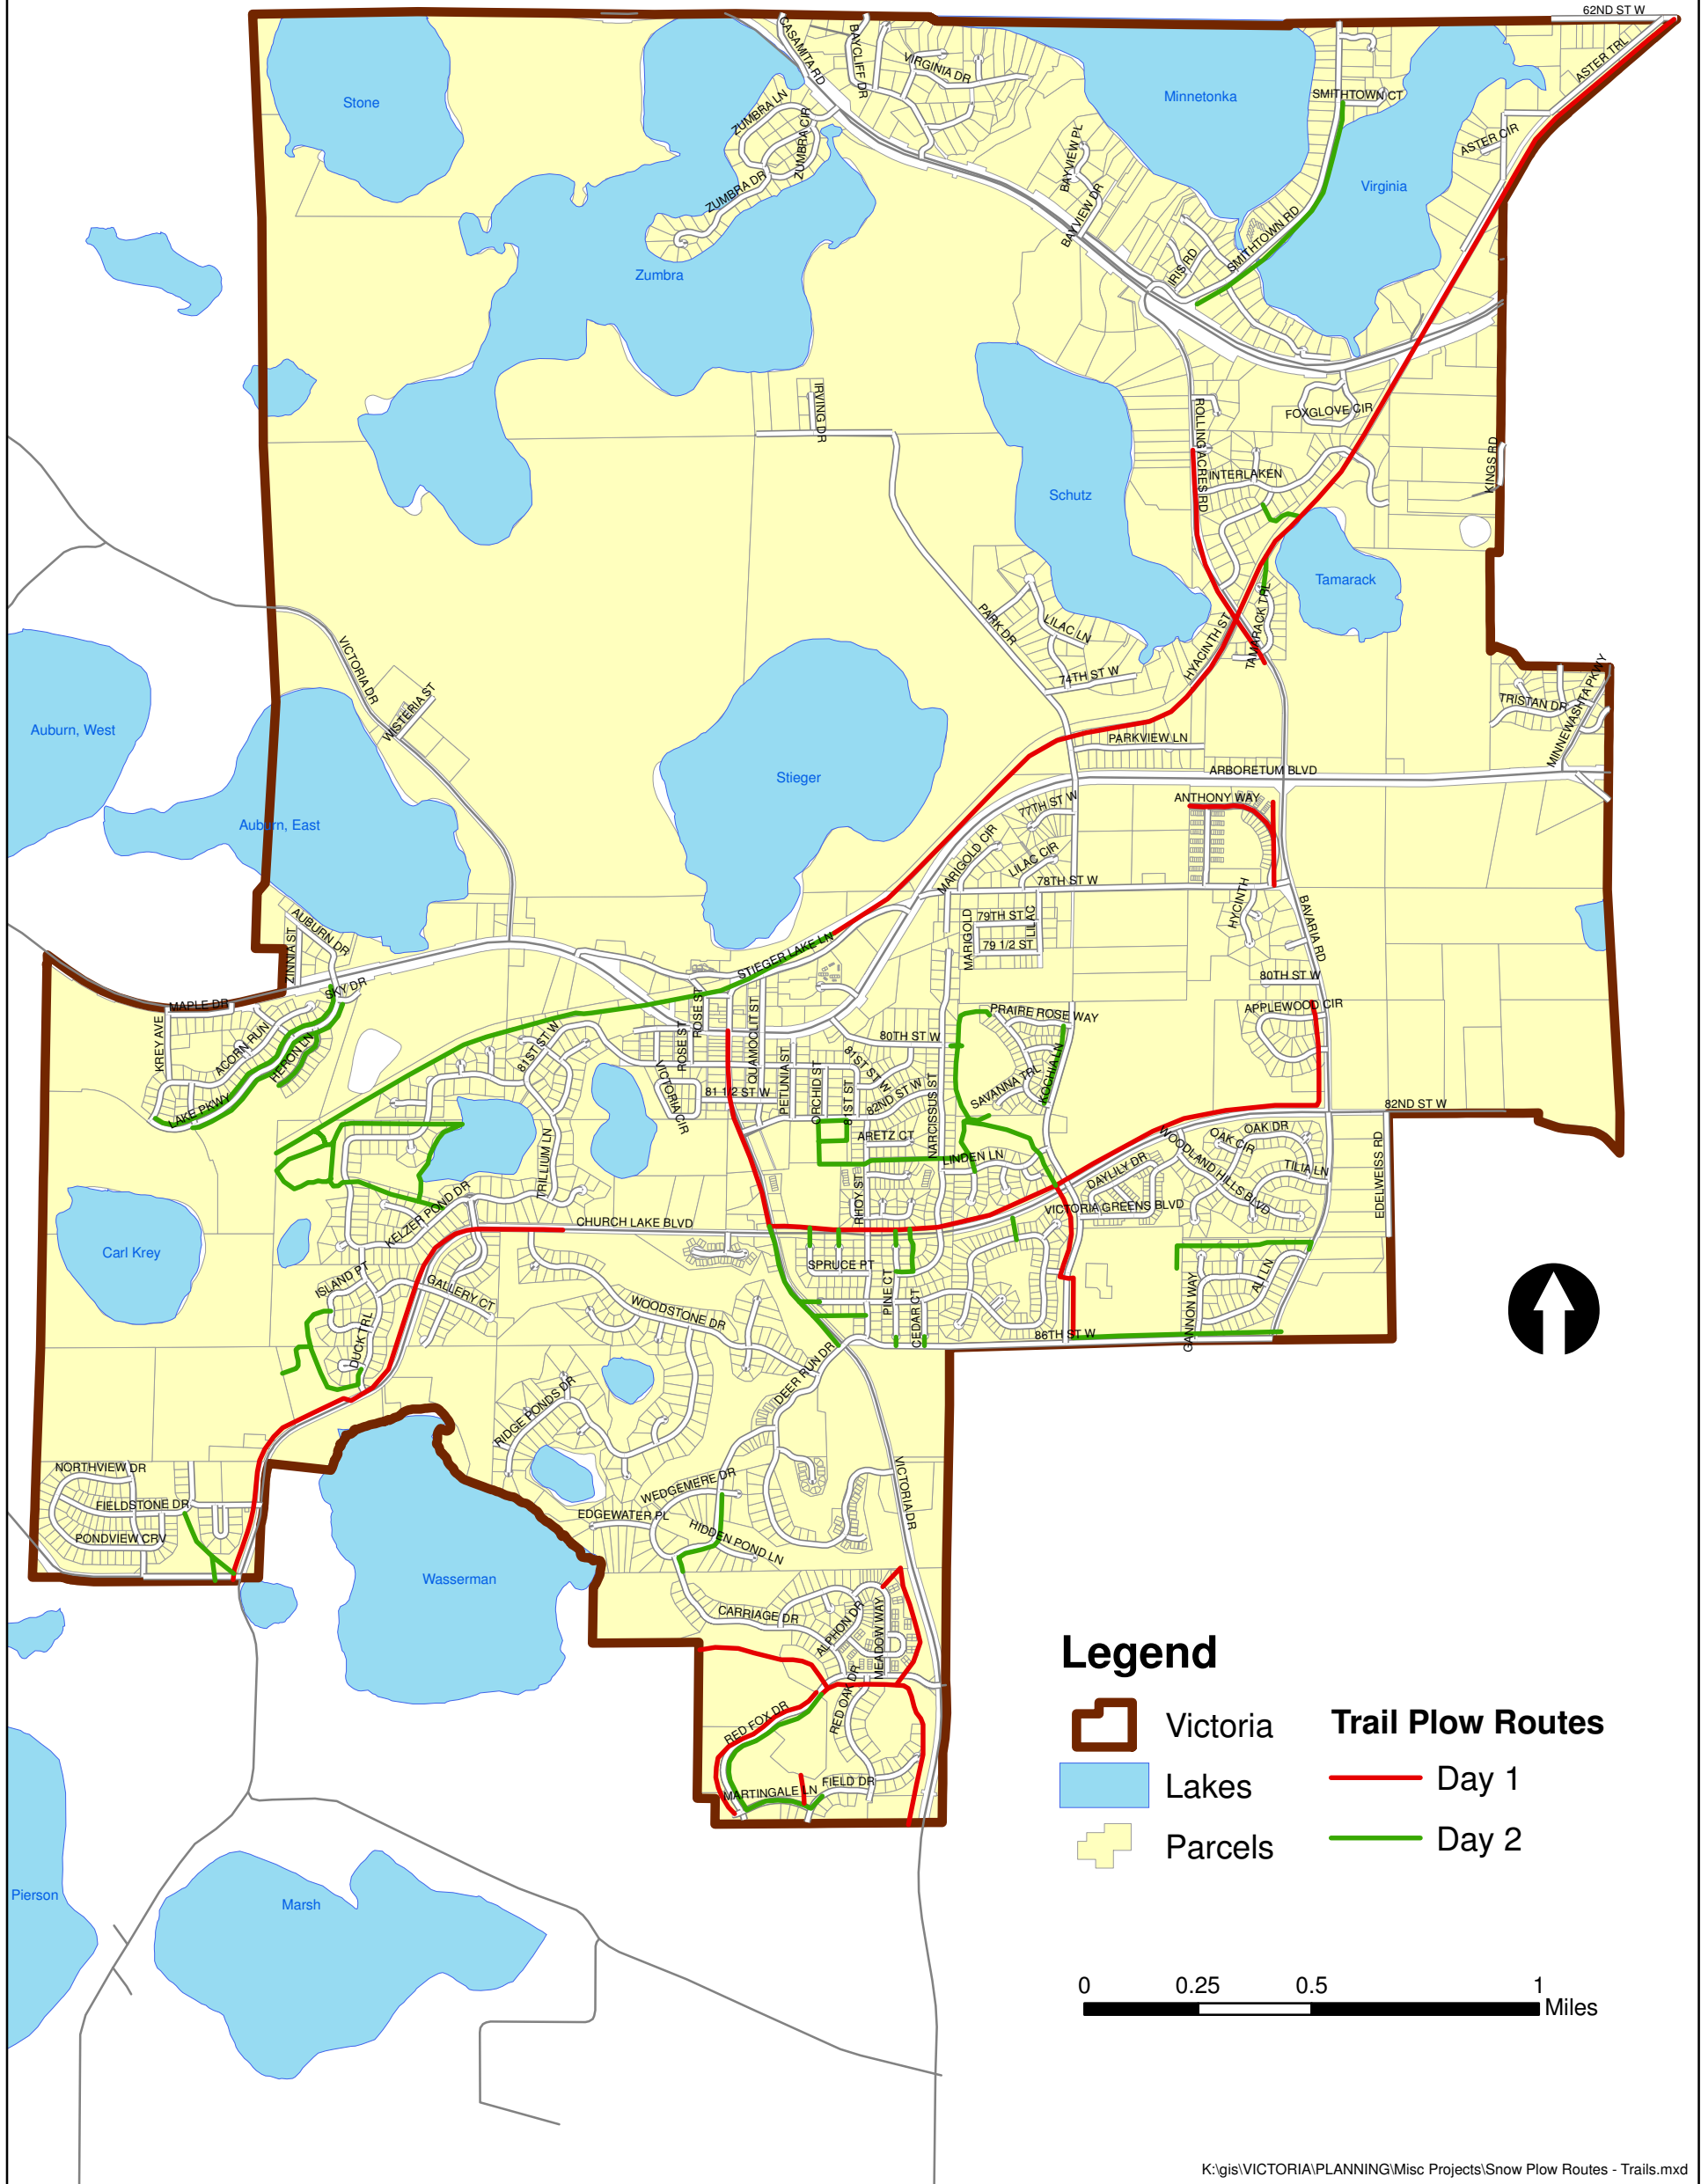 62ND ST W
CASAMITA RD
BAYCLIFF DR
VIRGINIA DR
ASTER TRL
Stone
ZUMBRA LN
ZUMBRA CIR
Minnetonka
SMITHTOWN CT
ASTER CIR
BAYVIEW PL
Virginia
ZUMBRA DR
BAYVIEW DR
SMITHTOWN RD
IRIS RD
Zumbra
IRVING DR
ROLLING ACRES RD
FOXGLOVE CIR
KINGS RD
INTERLAKEN
Schutz
Tamarack
PARK DR
LILAC LN
HYACINTH ST
TAMARACK TRL
74TH ST W
VICTORIA DR
WISTERIA ST
TRISTAN DR
MINNEWASHTA PKWY
Auburn, West
PARKVIEW LN
ARBORETUM BLVD
Stieger
ANTHONY WAY
77TH ST W
Auburn, East
MARIGOLD CIR
LILAC CIR
78TH ST W
HYCINTH
BAVARIA RD
MARIGOLD
79TH ST
LILAC
79 1/2 ST
AUBURN DR
ZINNIA ST
STIEGER LAKE LN
80TH ST W
SKY DR
MAPLE DR
APPLEWOOD CIR
KREY AVE
ACORN RUN
HERON LN
LAKE PKWY
81ST ST W
ROSE ST
ROSE ST
QUAMOCLIT ST
PRAIRE ROSE WAY
80TH ST W
VICTORIA CIR
81 1/2 ST W
PETUNIA ST
ORCHID ST
81ST ST
81ST ST W
82ND ST W
SAVANNA TRL
KOCHIA LN
NARCISSUS ST
82ND ST W
ARETZ CT
LINDEN LN
TRILLIUM LN
RHOY ST
DAYLILY DR
WOODLAND HILLS BLVD
OAK CIR
OAK DR
TILIA LN
EDELWEISS RD
VICTORIA GREENS BLVD
KELZER POND DR
CHURCH LAKE BLVD
Carl Krey
SPRUCE PT
PINE CT
CEDAR CT
ISLAND PT
GALLERY CT
DUCK TRL
WOODSTONE DR
GANNON WAY
ALI LN
86TH ST W
DEER RUN DR
RIDGE PONDS DR
NORTHVIEW DR
FIELDSTONE DR
PONDVIEW CRV
WEDGEMERE DR
EDGEWATER PL
HIDDEN POND LN
VICTORIA DR
Wasserman
CARRIAGE DR
ALPHON DR
MEADOW WAY
RED OAK DR
RED FOX DR
MARTINGALE LN
FIELD DR
Pierson
Marsh
Legend
Victoria
Lakes
Parcels
Trail Plow Routes
Day 1
Day 2
0 0.25 0.5 1
Miles
K:\gis\VICTORIA\PLANNING\Misc Projects\Snow Plow Routes - Trails.mxd